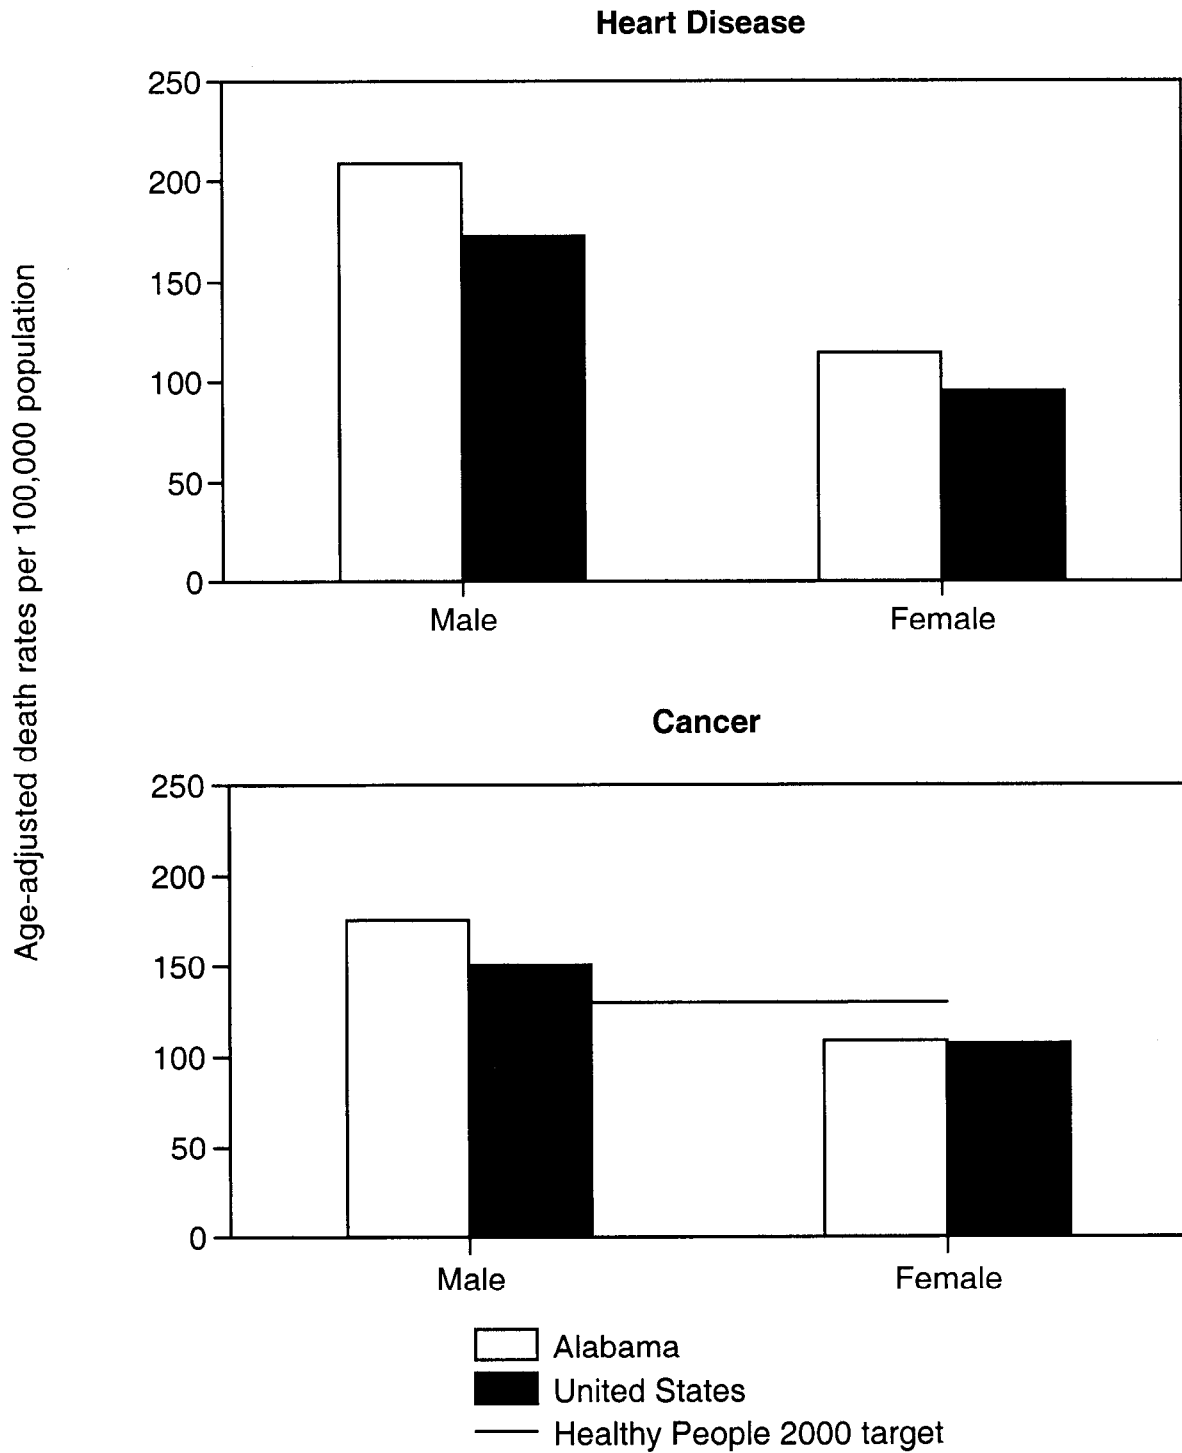 Heart Disease
Age-adjusted death rates per 100,000 population
250
200
150
100
50
0
Male Female
Cancer
250
200
150
100
50
0
Male Female
Alabama
United States
Healthy People 2000 target